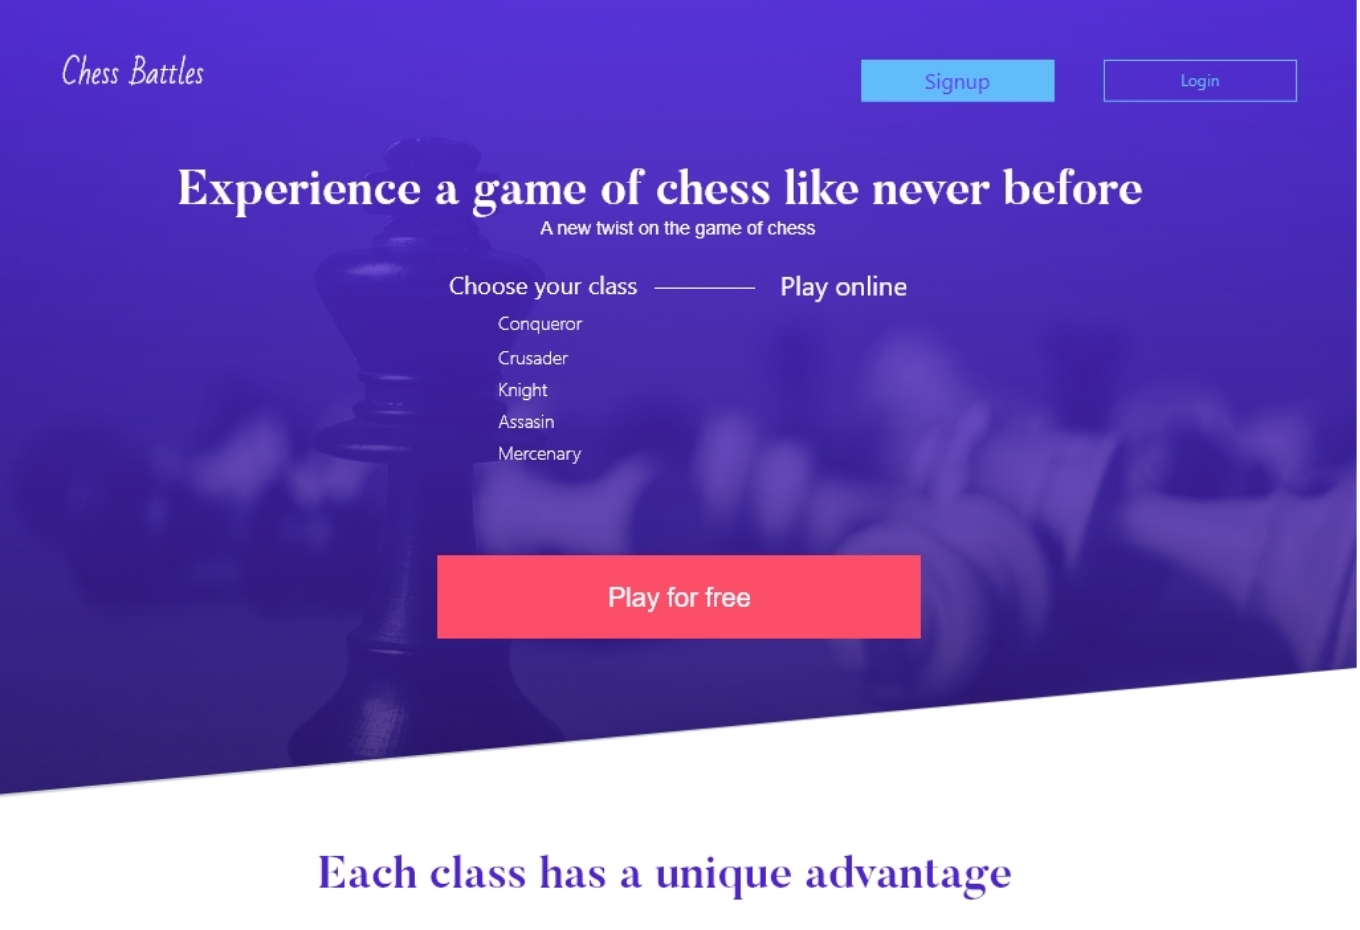 Chess Battles
Signup
Login
Experience a game of chess like never before
A new twist on the game of chess
Choose your class
Play online
Conqueror
Crusader
Knight
Assasin
Mercenary
Play for free
Each class has a unique advantage